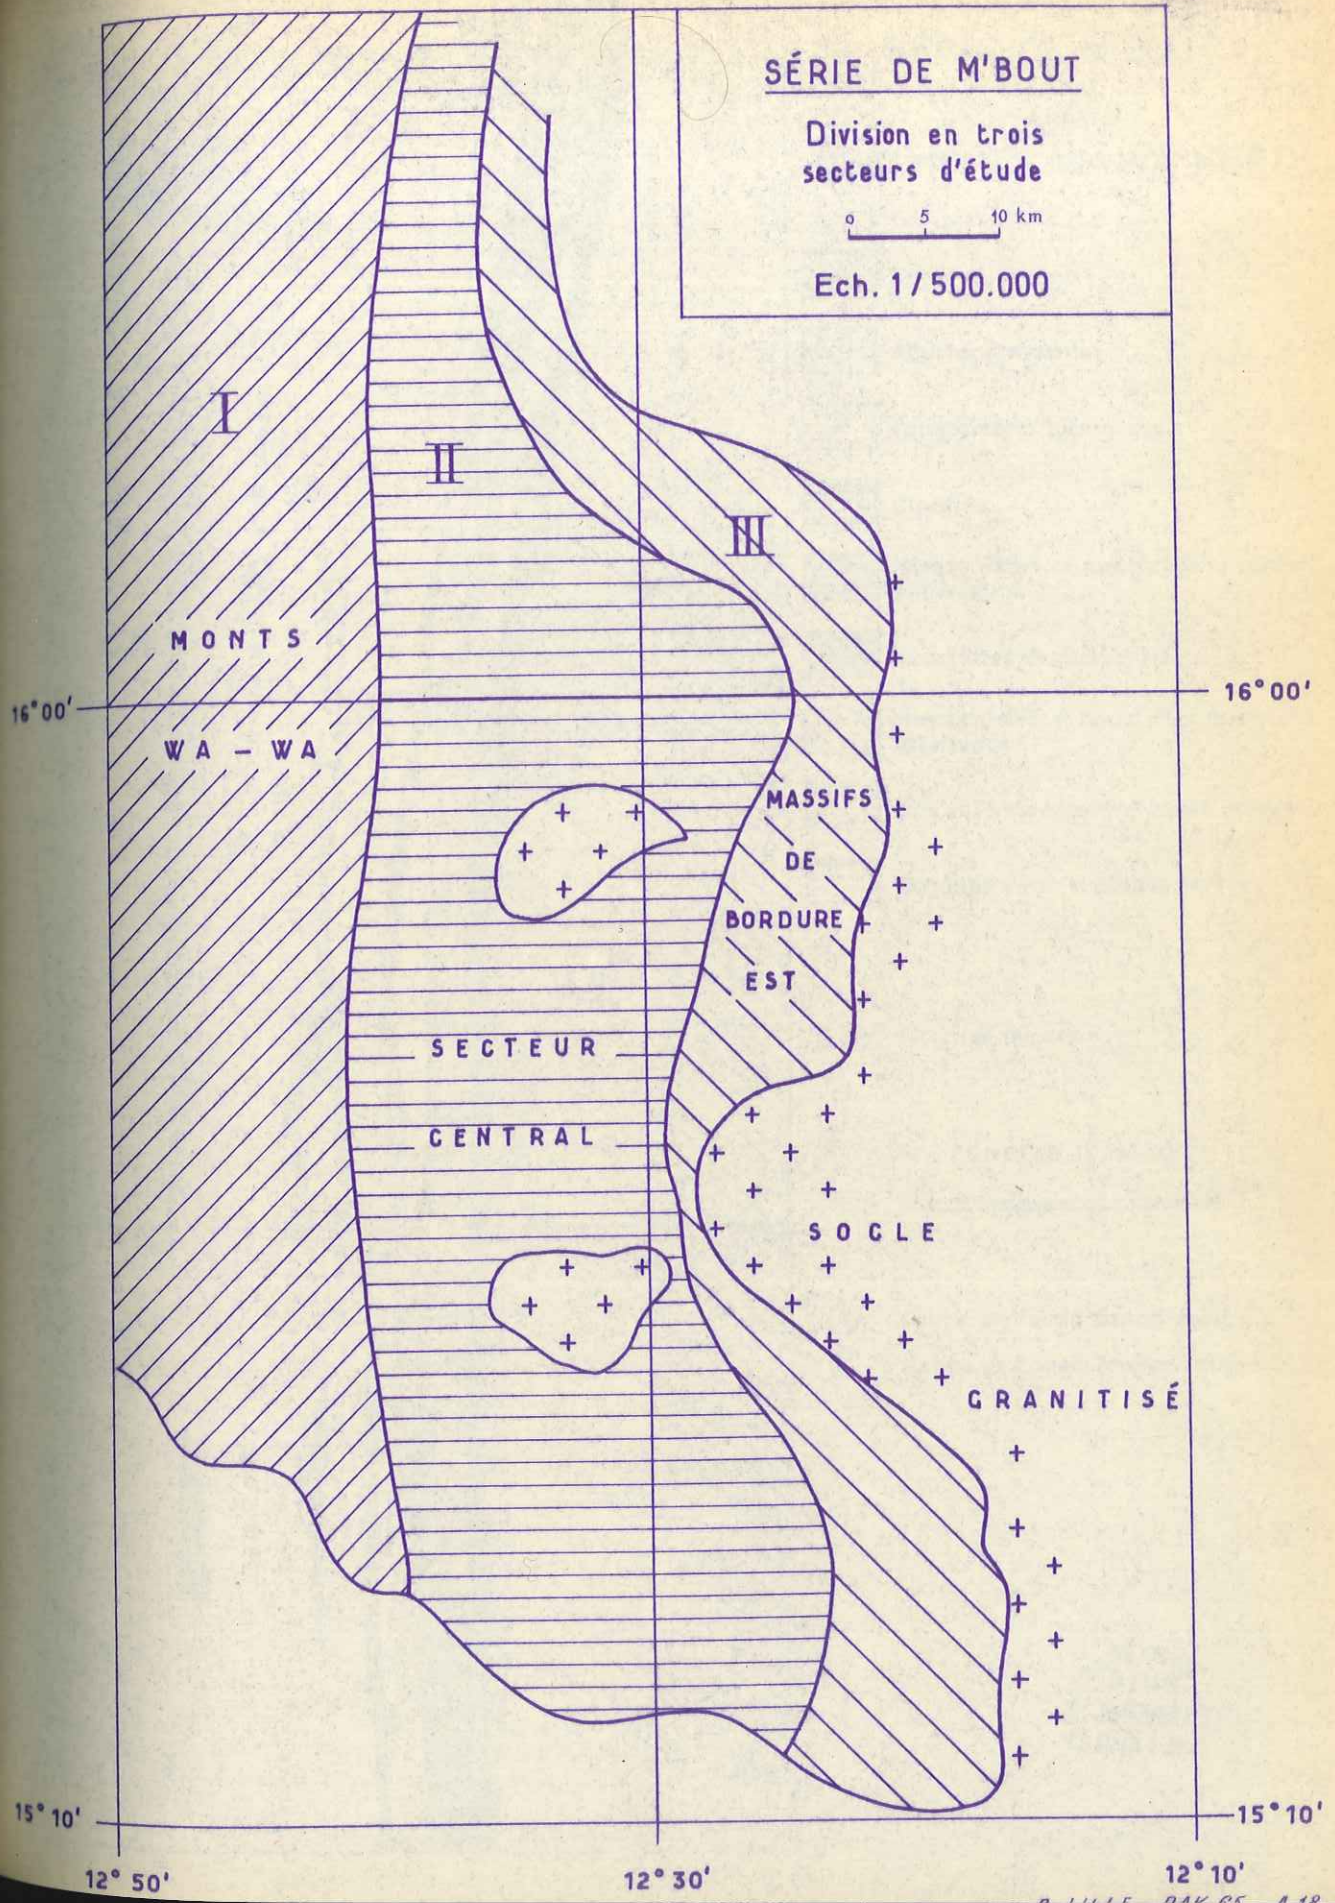 SÉRIE DE M'BOUT
Division en trois
secteurs d'étude
0 5 10 km
Ech. 1/500.000
I
II
III
MONTS
16°00' 16°00'
WA - WA
MASSIFS
DE
BORDURE
EST
SECTEUR
CENTRAL
SOCLE
GRANITISÉ
15°10' 15°10'
12°50' 12°30' 12°10'